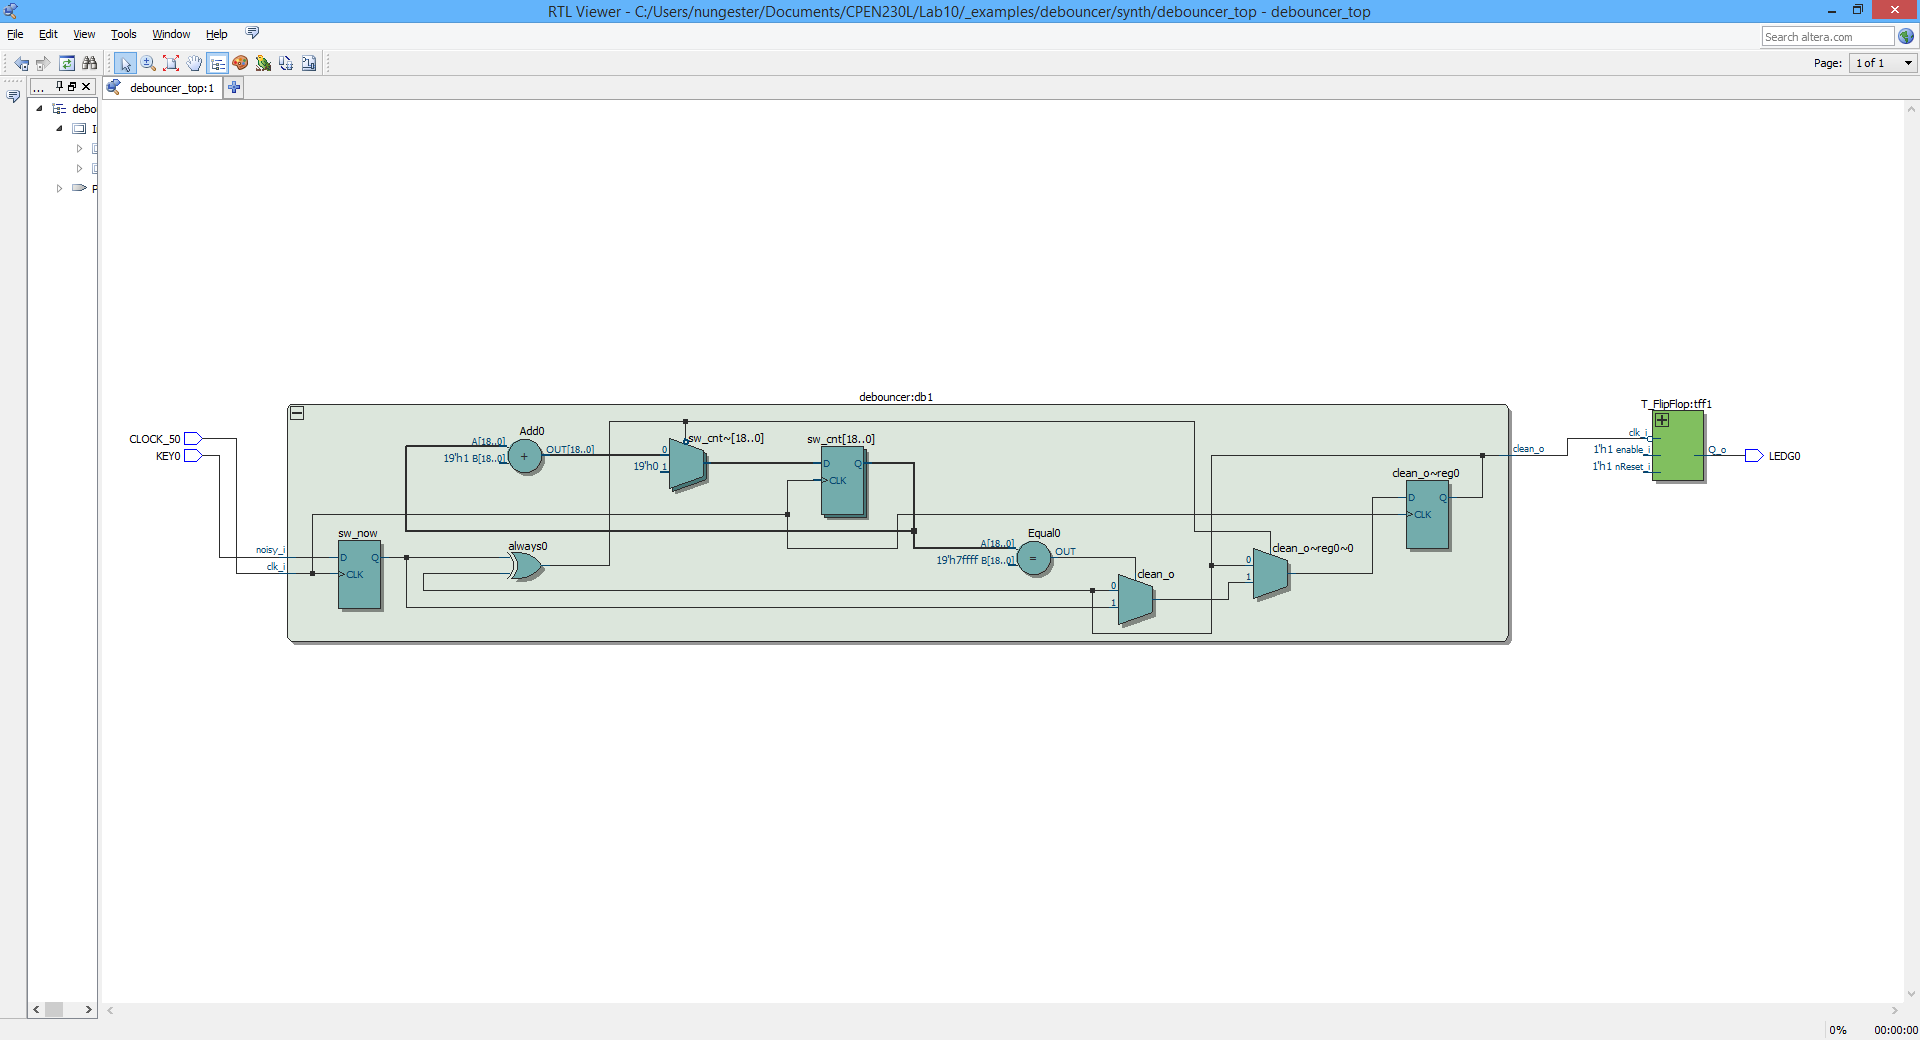 RTL Viewer - C:/Users/nungester/Documents/CPEN230L/Lab10/_examples/debouncer/synth/debouncer_top - debouncer_top
File Edit View Tools Window Help
Search altera.com
Page: 1 of 1
...
debouncer_top:1
debo
I
P
debouncer:db1
CLOCK_50
KEY0
noisy_i
clk_i
sw_now
D Q
CLK
Add0
A[18..0]
19'h1 B[18..0]
+
OUT[18..0]
always0
sw_cnt~[18..0]
0
19'h0 1
sw_cnt[18..0]
D Q
CLK
Equal0
A[18..0]
19'h7ffff B[18..0]
=
OUT
clean_o
0
1
clean_o~reg0~0
0
1
clean_o~reg0
D Q
CLK
clean_o
T_FlipFlop:tff1
clk_i
1'h1 enable_i
1'h1 nReset_i
Q_o
LEDG0
0% 00:00:00